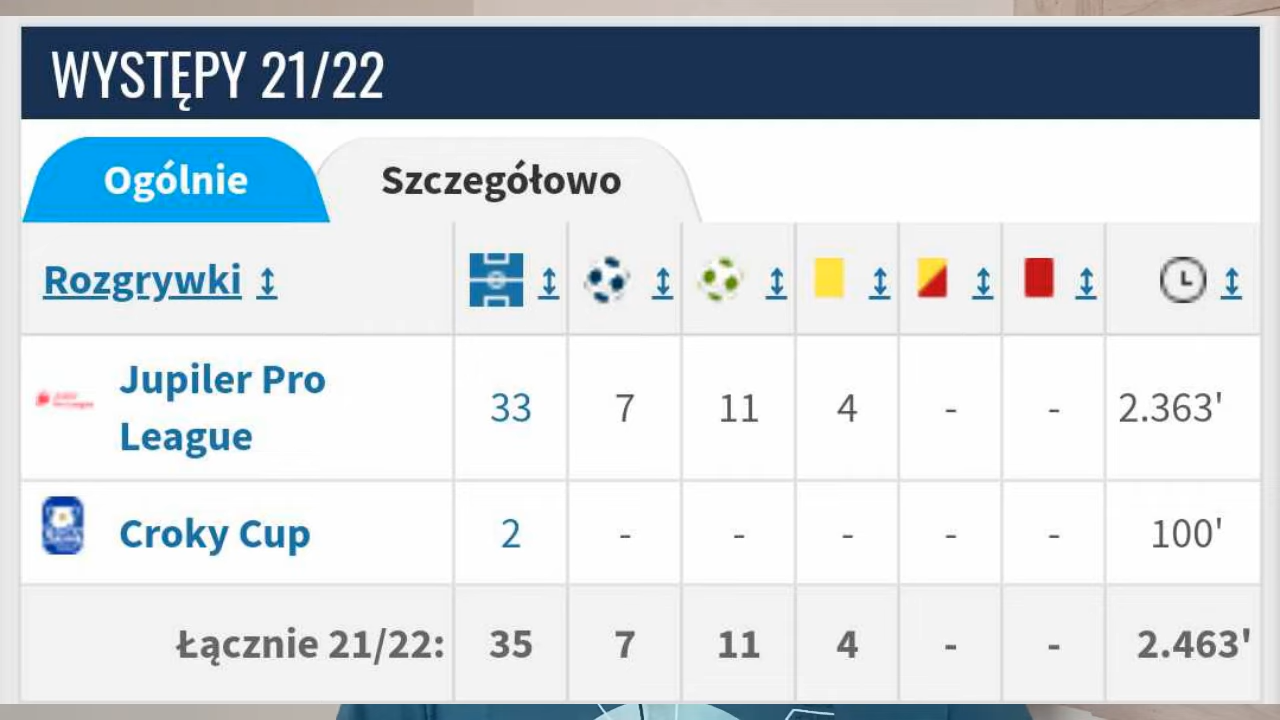 WYSTĘPY 21/22
Ogólnie Szczegółowo
Rozgrywki
Jupiler Pro League 33 7 11 4 - - 2.363'
Croky Cup 2 - - - - - 100'
Łącznie 21/22: 35 7 11 4 - - 2.463'